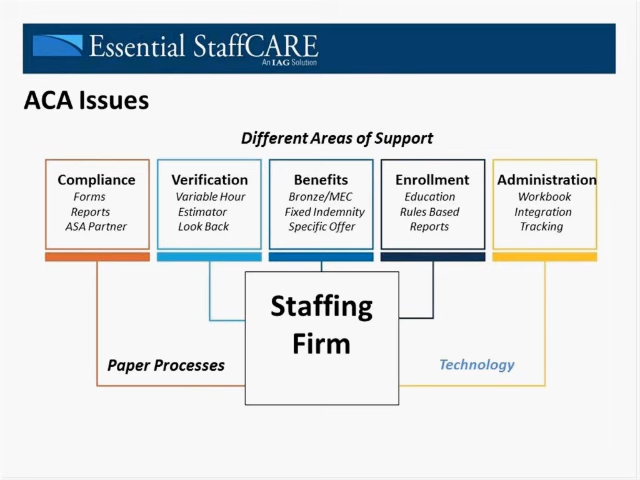 Essential StaffCARE
An IAG Solution
ACA Issues
Different Areas of Support
Compliance
Forms
Reports
ASA Partner
Verification
Variable Hour
Estimator
Look Back
Benefits
Bronze/MEC
Fixed Indemnity
Specific Offer
Enrollment
Education
Rules Based
Reports
Administration
Workbook
Integration
Tracking
Staffing
Firm
Paper Processes
Technology